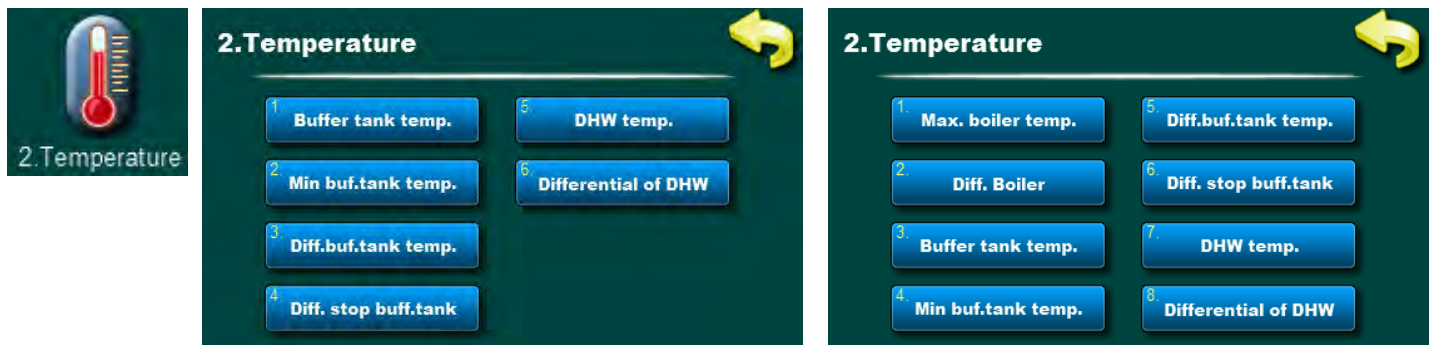 2.Temperature
2.Temperature
1.
Buffer tank temp.
2.
Min buf.tank temp.
3.
Diff.buf.tank temp.
4.
Diff. stop buff.tank
5.
DHW temp.
6.
Differential of DHW
2.Temperature
1.
Max. boiler temp.
2.
Diff. Boiler
3.
Buffer tank temp.
4.
Min buf.tank temp.
5.
Diff.buf.tank temp.
6.
Diff. stop buff.tank
7.
DHW temp.
8.
Differential of DHW